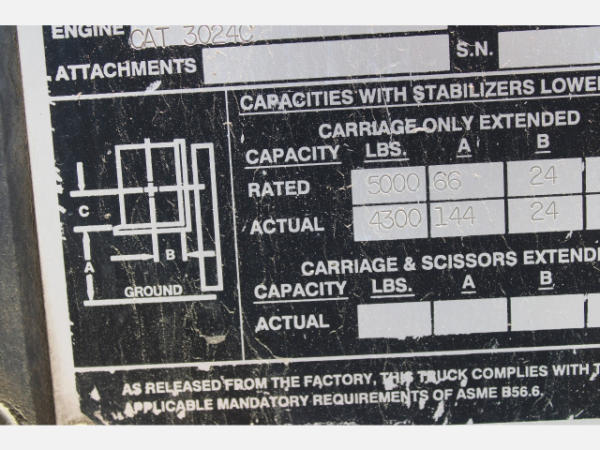 ENGINE CAT 3024C
ATTACHMENTS S.N.
CAPACITIES WITH STABILIZERS LOWE
CARRIAGE ONLY EXTENDED
CAPACITY LBS. A B
RATED 5000 66 24
ACTUAL 4300 144 24
CARRIAGE & SCISSORS EXTENDE
CAPACITY LBS. A B
ACTUAL
C
B
A
GROUND
AS RELEASED FROM THE FACTORY, THIS TRUCK COMPLIES WITH
APPLICABLE MANDATORY REQUIREMENTS OF ASME B56.6.